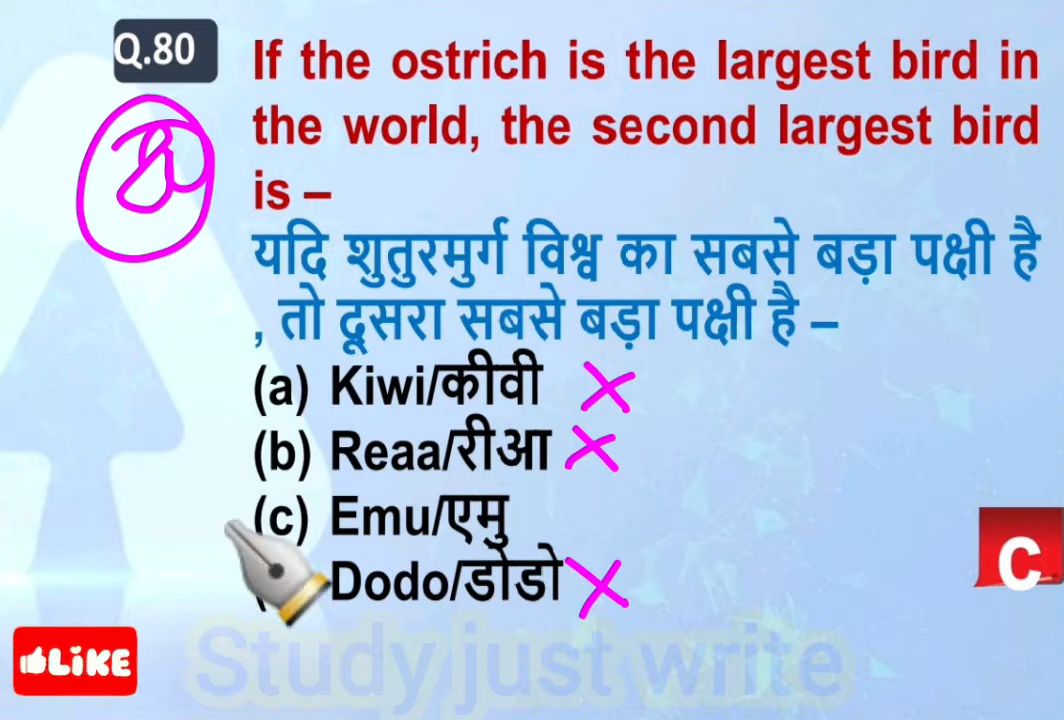 Q.80
If the ostrich is the largest bird in
the world, the second largest bird
is –
यदि शुतुरमुर्ग विश्व का सबसे बड़ा पक्षी है
, तो दूसरा सबसे बड़ा पक्षी है –
(a) Kiwi/कीवी
(b) Reaa/रीआ
(c) Emu/एमु
Dodo/डोडो
C
LiKE
Study just write